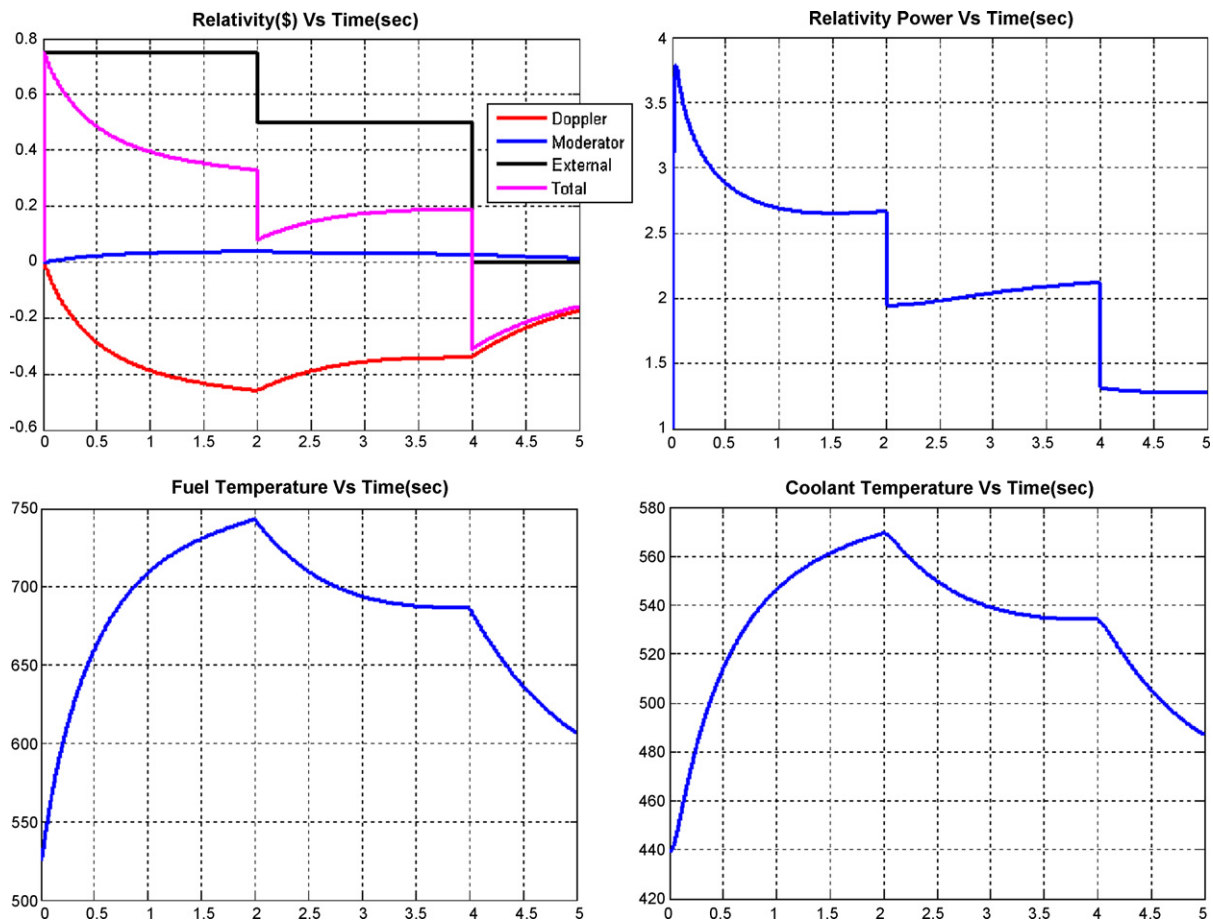 Relativity($) Vs Time(sec)
0.8
0.6
0.4
0.2
0
-0.2
-0.4
-0.6
0 0.5 1 1.5 2 2.5 3 3.5 4 4.5 5
Doppler
Moderator
External
Total
Relativity Power Vs Time(sec)
4
3.5
3
2.5
2
1.5
1
0 0.5 1 1.5 2 2.5 3 3.5 4 4.5 5
Fuel Temperature Vs Time(sec)
750
700
650
600
550
500
0 0.5 1 1.5 2 2.5 3 3.5 4 4.5 5
Coolant Temperature Vs Time(sec)
580
560
540
520
500
480
460
440
420
0 0.5 1 1.5 2 2.5 3 3.5 4 4.5 5